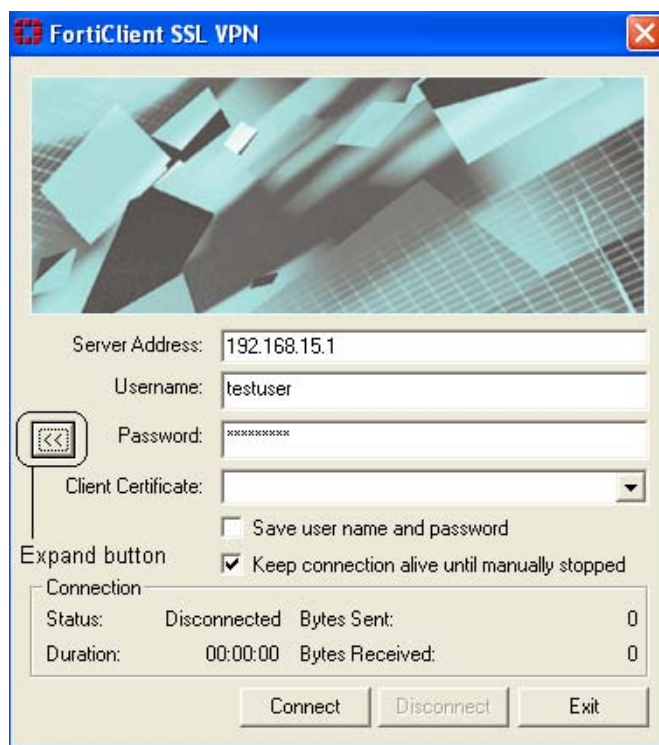 FortiClient SSL VPN
Server Address: 192.168.15.1
Username: testuser
<< Password: *********
Client Certificate:
Save user name and password
Expand button
Keep connection alive until manually stopped
Connection
Status: Disconnected Bytes Sent: 0
Duration: 00:00:00 Bytes Received: 0
Connect Disconnect Exit